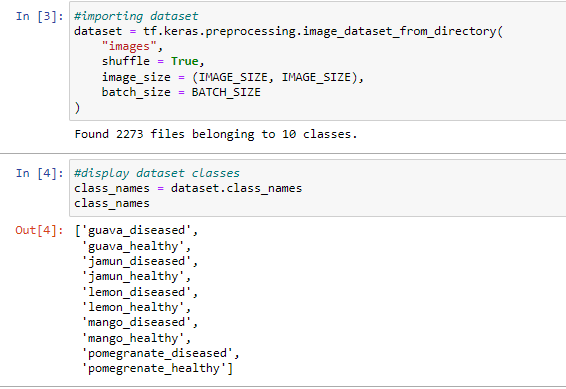 In [3]: #importing dataset
dataset = tf.keras.preprocessing.image_dataset_from_directory(
    "images",
    shuffle = True,
    image_size = (IMAGE_SIZE, IMAGE_SIZE),
    batch_size = BATCH_SIZE
)
Found 2273 files belonging to 10 classes.
In [4]: #display dataset classes
class_names = dataset.class_names
class_names
Out[4]: ['guava_diseased',
 'guava_healthy',
 'jamun_diseased',
 'jamun_healthy',
 'lemon_diseased',
 'lemon_healthy',
 'mango_diseased',
 'mango_healthy',
 'pomegranate_diseased',
 'pomegrenate_healthy']